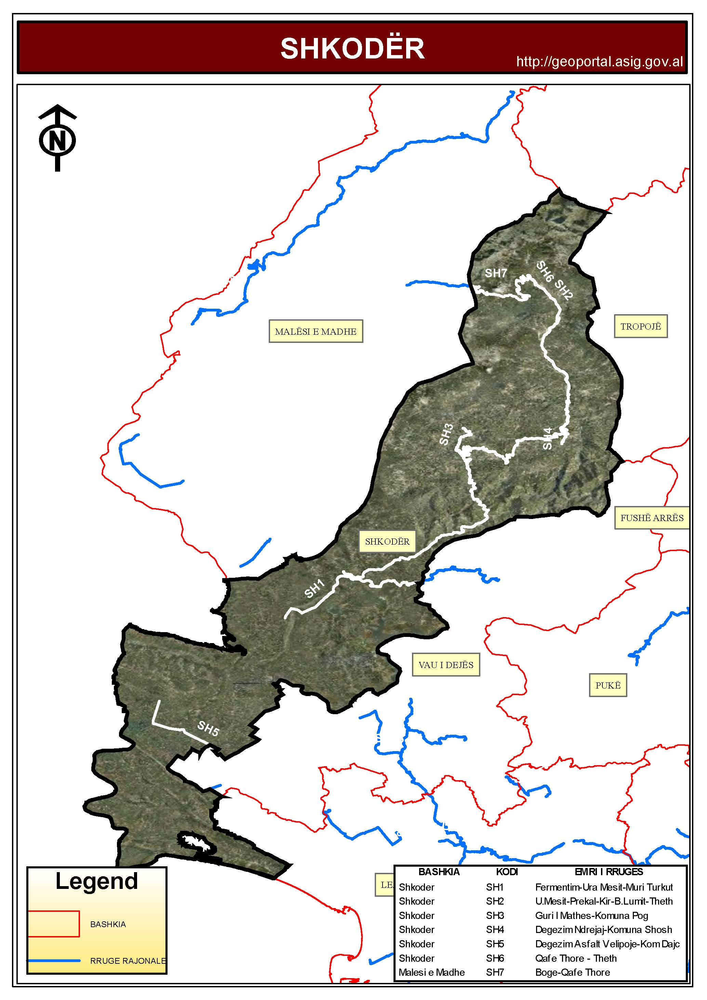 SHKODËR
http://geoportal.asig.gov.al
N
SH7
SH6
SH2
MALËSI E MADHE
TROPOJË
SH3
SH4
FUSHË ARRËS
SHKODËR
SH1
VAU I DEJËS
PUKË
SH5
Legend
BASHKIA
RRUGE RAJONALE
BASHKIA KODI EMRI I RRUGES
Shkoder SH1 Fermentim-Ura Mesit-Muri Turkut
Shkoder SH2 U.Mesit-Prekal-Kir-B.Lumit-Theth
Shkoder SH3 Guri I Mathes-Komuna Pog
Shkoder SH4 Degezim Ndrejaj-Komuna Shosh
Shkoder SH5 Degezim Asfalt Velipoje-Kom Dajc
Shkoder SH6 Qafe Thore - Theth
Malesi e Madhe SH7 Boge-Qafe Thore